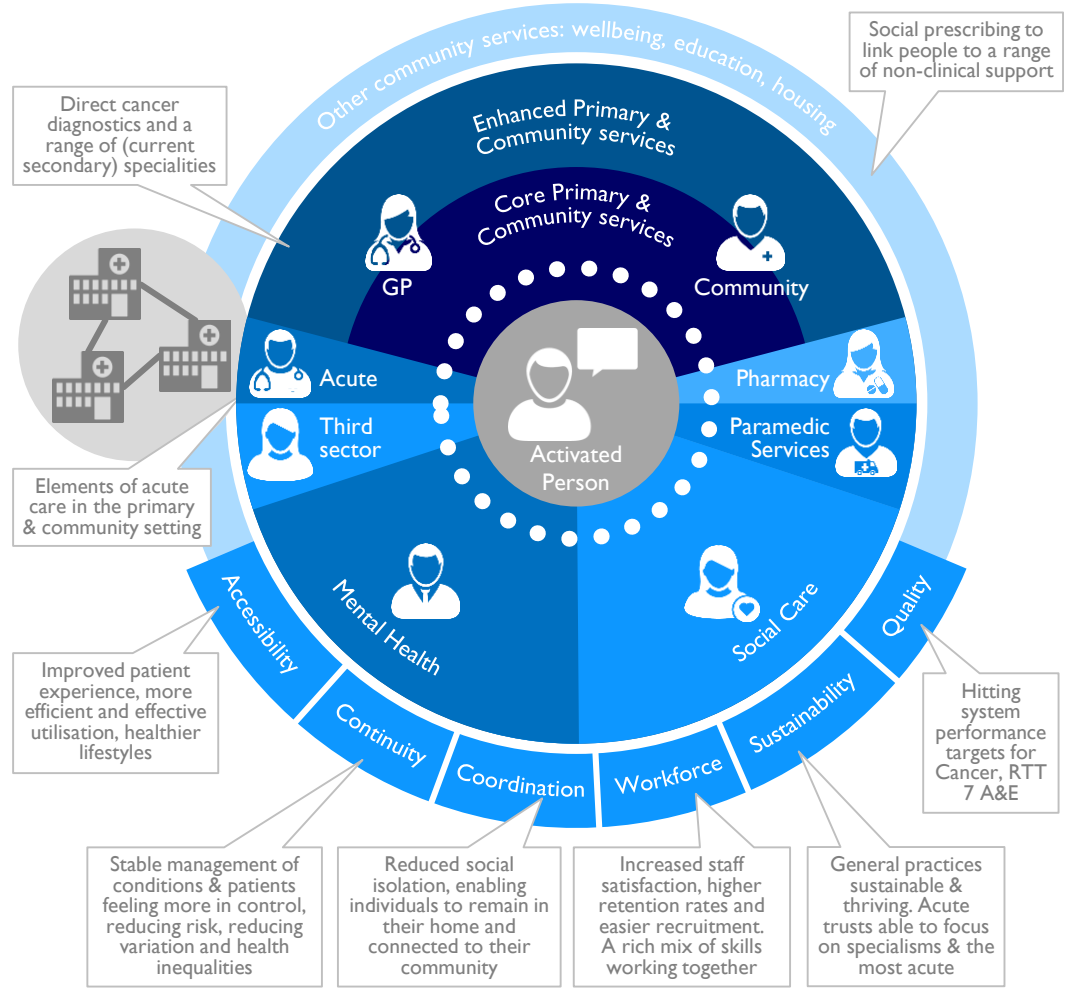 Other community services: wellbeing, education, housing
Social prescribing to
link people to a range
of non-clinical support
Direct cancer
diagnostics and a
range of (current
secondary) specialities
Enhanced Primary &
Community services
Core Primary &
Community services
GP
Community
Acute
Pharmacy
Third
sector
Paramedic
Services
Activated
Person
Elements of acute
care in the primary
& community setting
Mental Health
Social Care
Accessibility
Continuity
Coordination
Workforce
Sustainability
Quality
Improved patient
experience, more
efficient and effective
utilisation, healthier
lifestyles
Hitting
system
performance
targets for
Cancer, RTT
7 A&E
Stable management of
conditions & patients
feeling more in control,
reducing risk, reducing
variation and health
inequalities
Reduced social
isolation, enabling
individuals to remain in
their home and
connected to their
community
Increased staff
satisfaction, higher
retention rates and
easier recruitment.
A rich mix of skills
working together
General practices
sustainable &
thriving. Acute
trusts able to focus
on specialisms & the
most acute